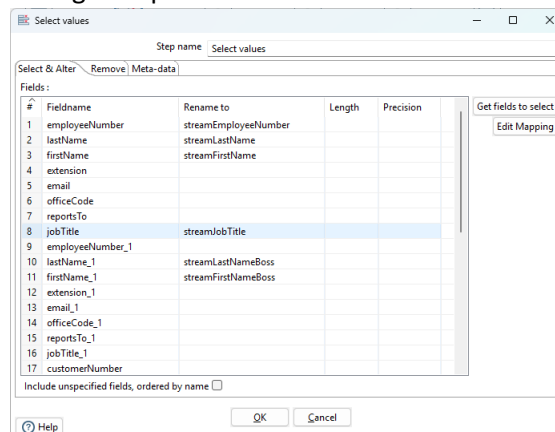 Select values
Step name Select values
Select & Alter Remove Meta-data
Fields :
# Fieldname Rename to Length Precision
Get fields to select
1 employeeNumber streamEmployeeNumber
Edit Mapping
2 lastName streamLastName
3 firstName streamFirstName
4 extension
5 email
6 officeCode
7 reportsTo
8 jobTitle streamJobTitle
9 employeeNumber_1
10 lastName_1 streamLastNameBoss
11 firstName_1 streamFirstNameBoss
12 extension_1
13 email_1
14 officeCode_1
15 reportsTo_1
16 jobTitle_1
17 customerNumber
Include unspecified fields, ordered by name
OK Cancel
Help